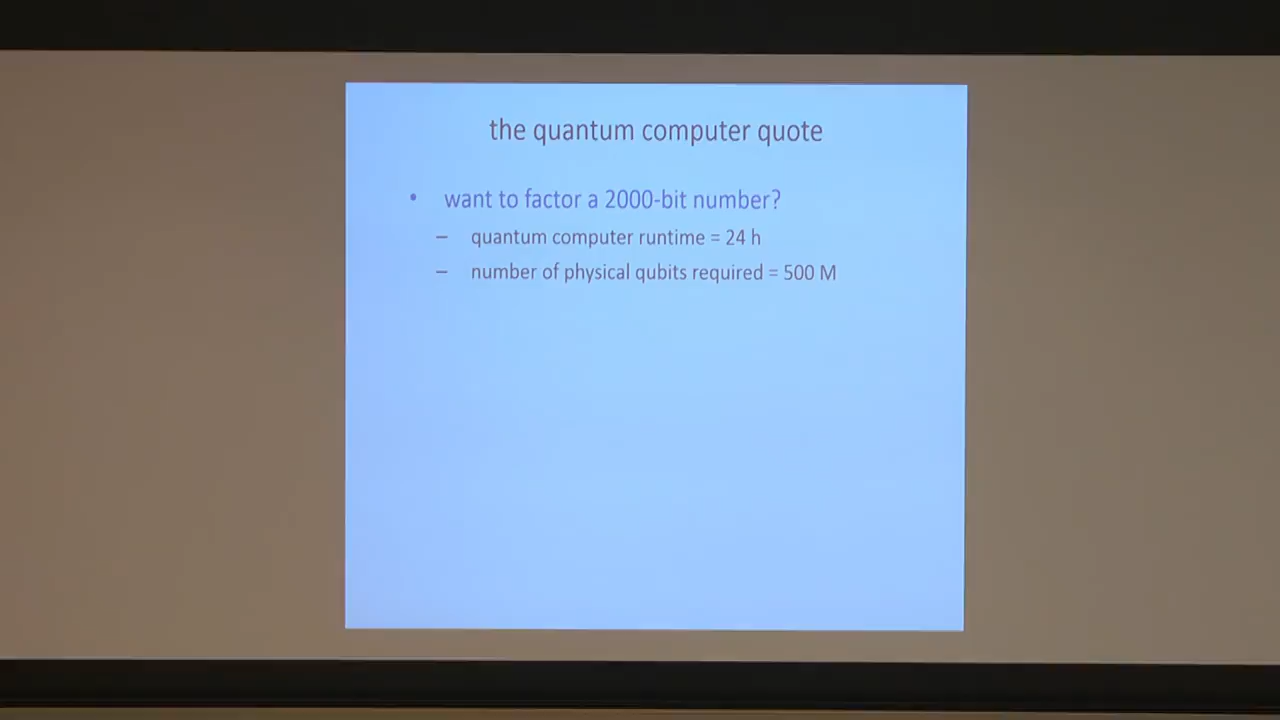 the quantum computer quote
• want to factor a 2000-bit number?
– quantum computer runtime = 24 h
– number of physical qubits required = 500 M